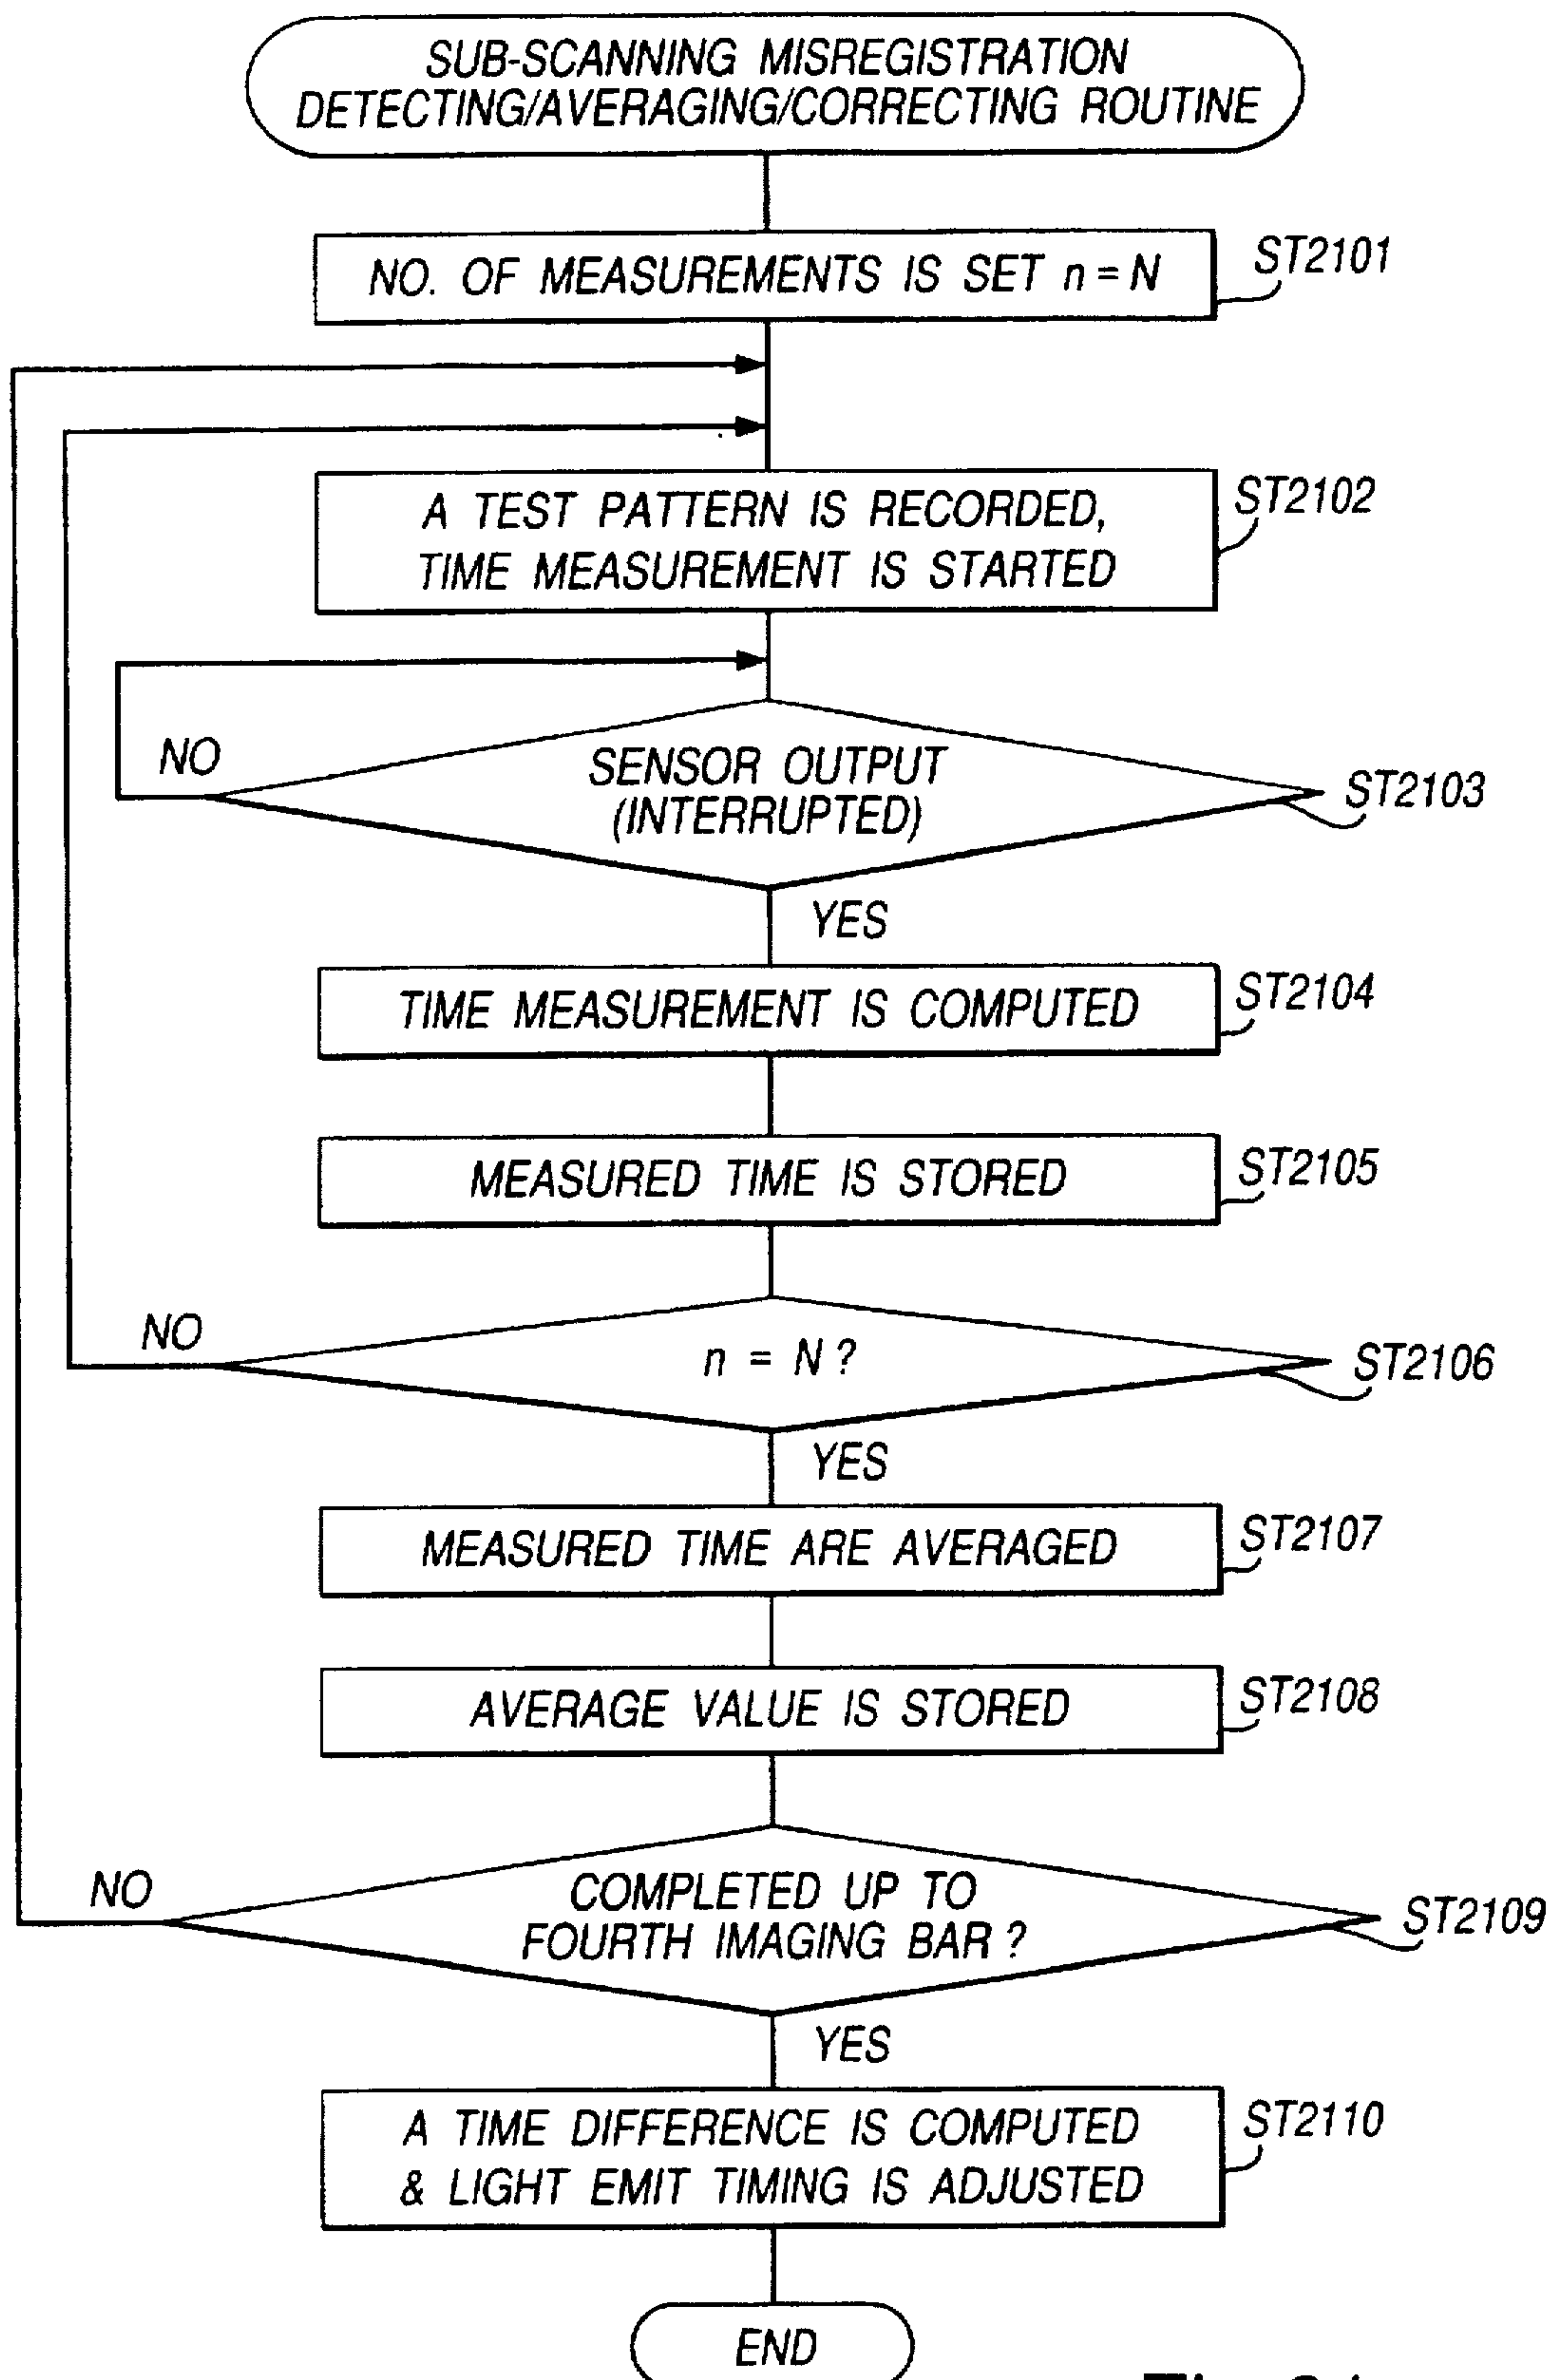 SUB-SCANNING MISREGISTRATION
DETECTING/AVERAGING/CORRECTING ROUTINE
NO. OF MEASUREMENTS IS SET n = N
ST2101
A TEST PATTERN IS RECORDED,
TIME MEASUREMENT IS STARTED
ST2102
NO
SENSOR OUTPUT
(INTERRUPTED)
ST2103
YES
TIME MEASUREMENT IS COMPUTED
ST2104
MEASURED TIME IS STORED
ST2105
NO
n = N ?
ST2106
YES
MEASURED TIME ARE AVERAGED
ST2107
AVERAGE VALUE IS STORED
ST2108
NO
COMPLETED UP TO
FOURTH IMAGING BAR ?
ST2109
YES
A TIME DIFFERENCE IS COMPUTED
& LIGHT EMIT TIMING IS ADJUSTED
ST2110
END